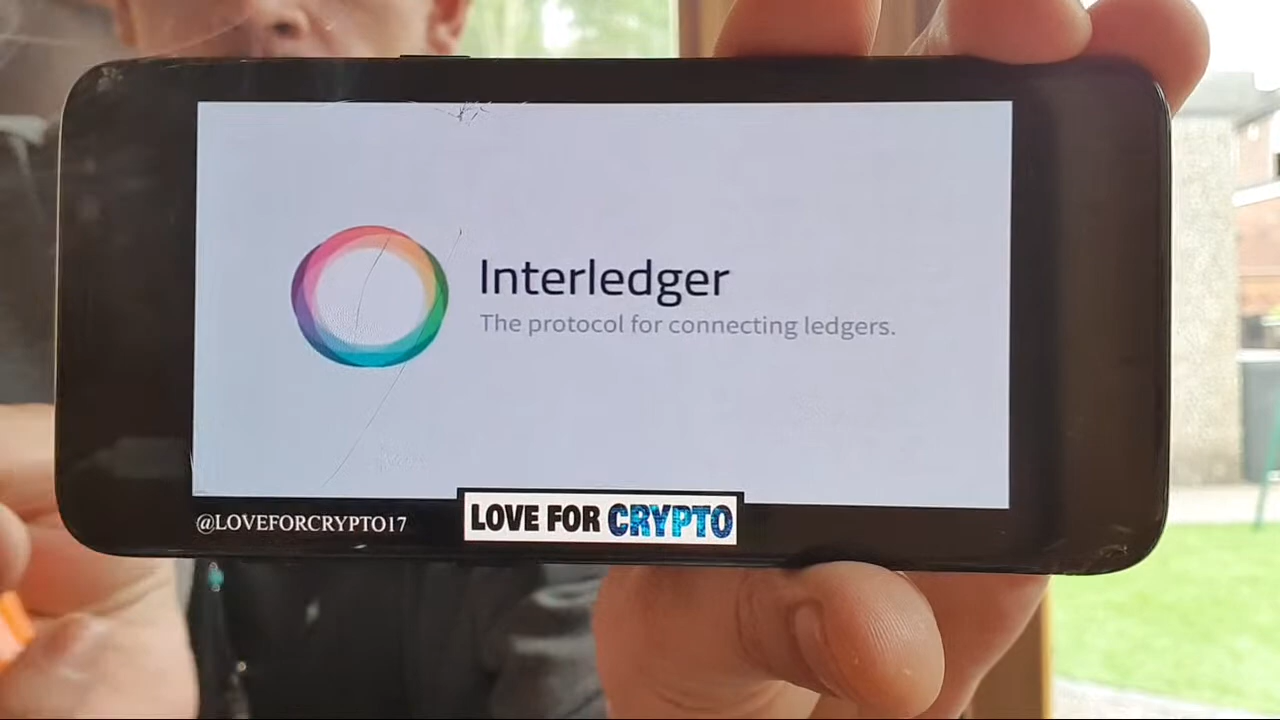 Interledger
The protocol for connecting ledgers.
@LOVEFORCRYPTO17
LOVE FOR CRYPTO